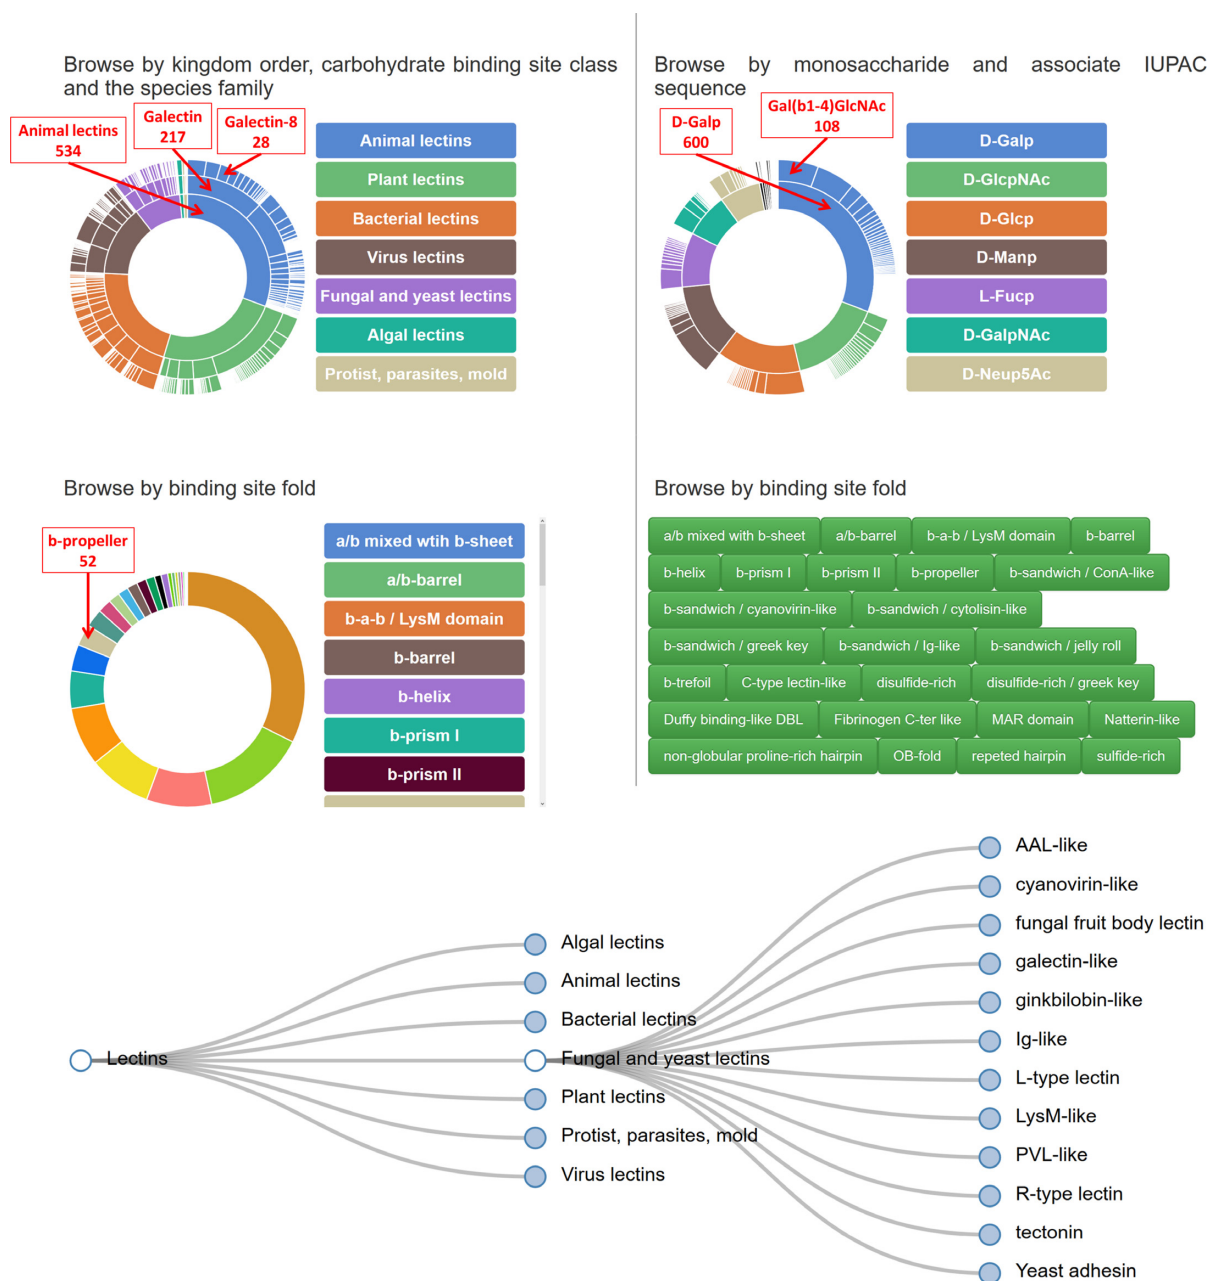 Browse by kingdom order, carbohydrate binding site class
and the species family
Animal lectins
534
Galectin
217
Galectin-8
28
Animal lectins
Plant lectins
Bacterial lectins
Virus lectins
Fungal and yeast lectins
Algal lectins
Protist, parasites, mold
Browse by monosaccharide and associate IUPAC
sequence
D-Galp
600
Gal(b1-4)GlcNAc
108
D-Galp
D-GlcpNAc
D-Glcp
D-Manp
L-Fucp
D-GalpNAc
D-Neup5Ac
Browse by binding site fold
b-propeller
52
a/b mixed wtih b-sheet
a/b-barrel
b-a-b / LysM domain
b-barrel
b-helix
b-prism I
b-prism II
Browse by binding site fold
a/b mixed wtih b-sheet a/b-barrel b-a-b / LysM domain b-barrel
b-helix b-prism I b-prism II b-propeller b-sandwich / ConA-like
b-sandwich / cyanovirin-like b-sandwich / cytolisin-like
b-sandwich / greek key b-sandwich / Ig-like b-sandwich / jelly roll
b-trefoil C-type lectin-like disulfide-rich disulfide-rich / greek key
Duffy binding-like DBL Fibrinogen C-ter like MAR domain Natterin-like
non-globular proline-rich hairpin OB-fold repeted hairpin sulfide-rich
Lectins
Algal lectins
Animal lectins
Bacterial lectins
Fungal and yeast lectins
Plant lectins
Protist, parasites, mold
Virus lectins
AAL-like
cyanovirin-like
fungal fruit body lectin
galectin-like
ginkbilobin-like
Ig-like
L-type lectin
LysM-like
PVL-like
R-type lectin
tectonin
Yeast adhesin